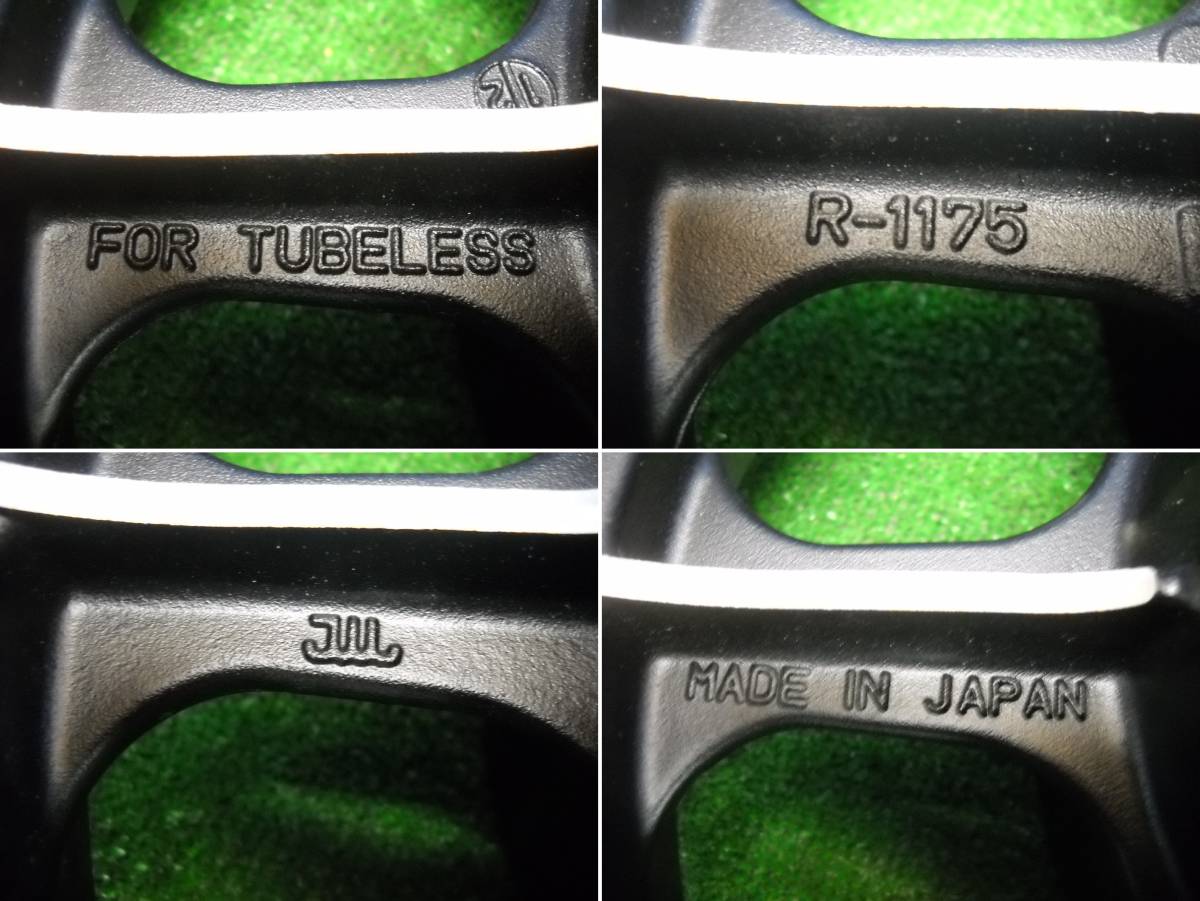 FOR TUBELESS
R-1175
JWL
MADE IN JAPAN